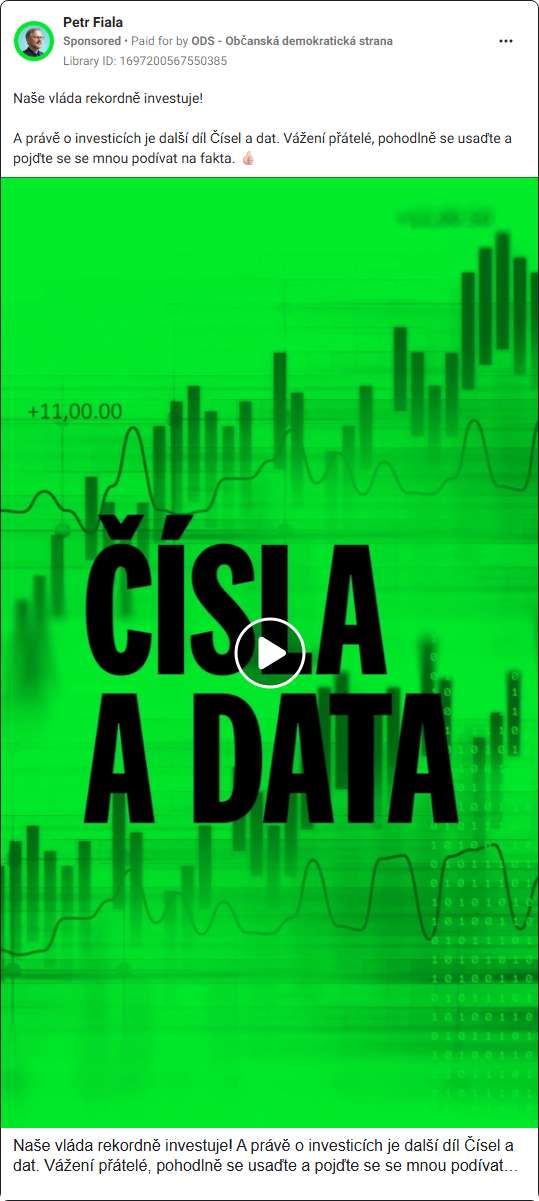 Petr Fiala
Sponsored • Paid for by ODS - Občanská demokratická strana
Library ID: 1697200567550385
Naše vláda rekordně investuje!
A právě o investicích je další díl Čísel a dat. Vážení přátelé, pohodlně se usaďte a
pojďte se se mnou podívat na fakta. 👍🏻
+11,00.00
ČÍSLA
A DATA
Naše vláda rekordně investuje! A právě o investicích je další díl Čísel a
dat. Vážení přátelé, pohodlně se usaďte a pojďte se se mnou podívat...